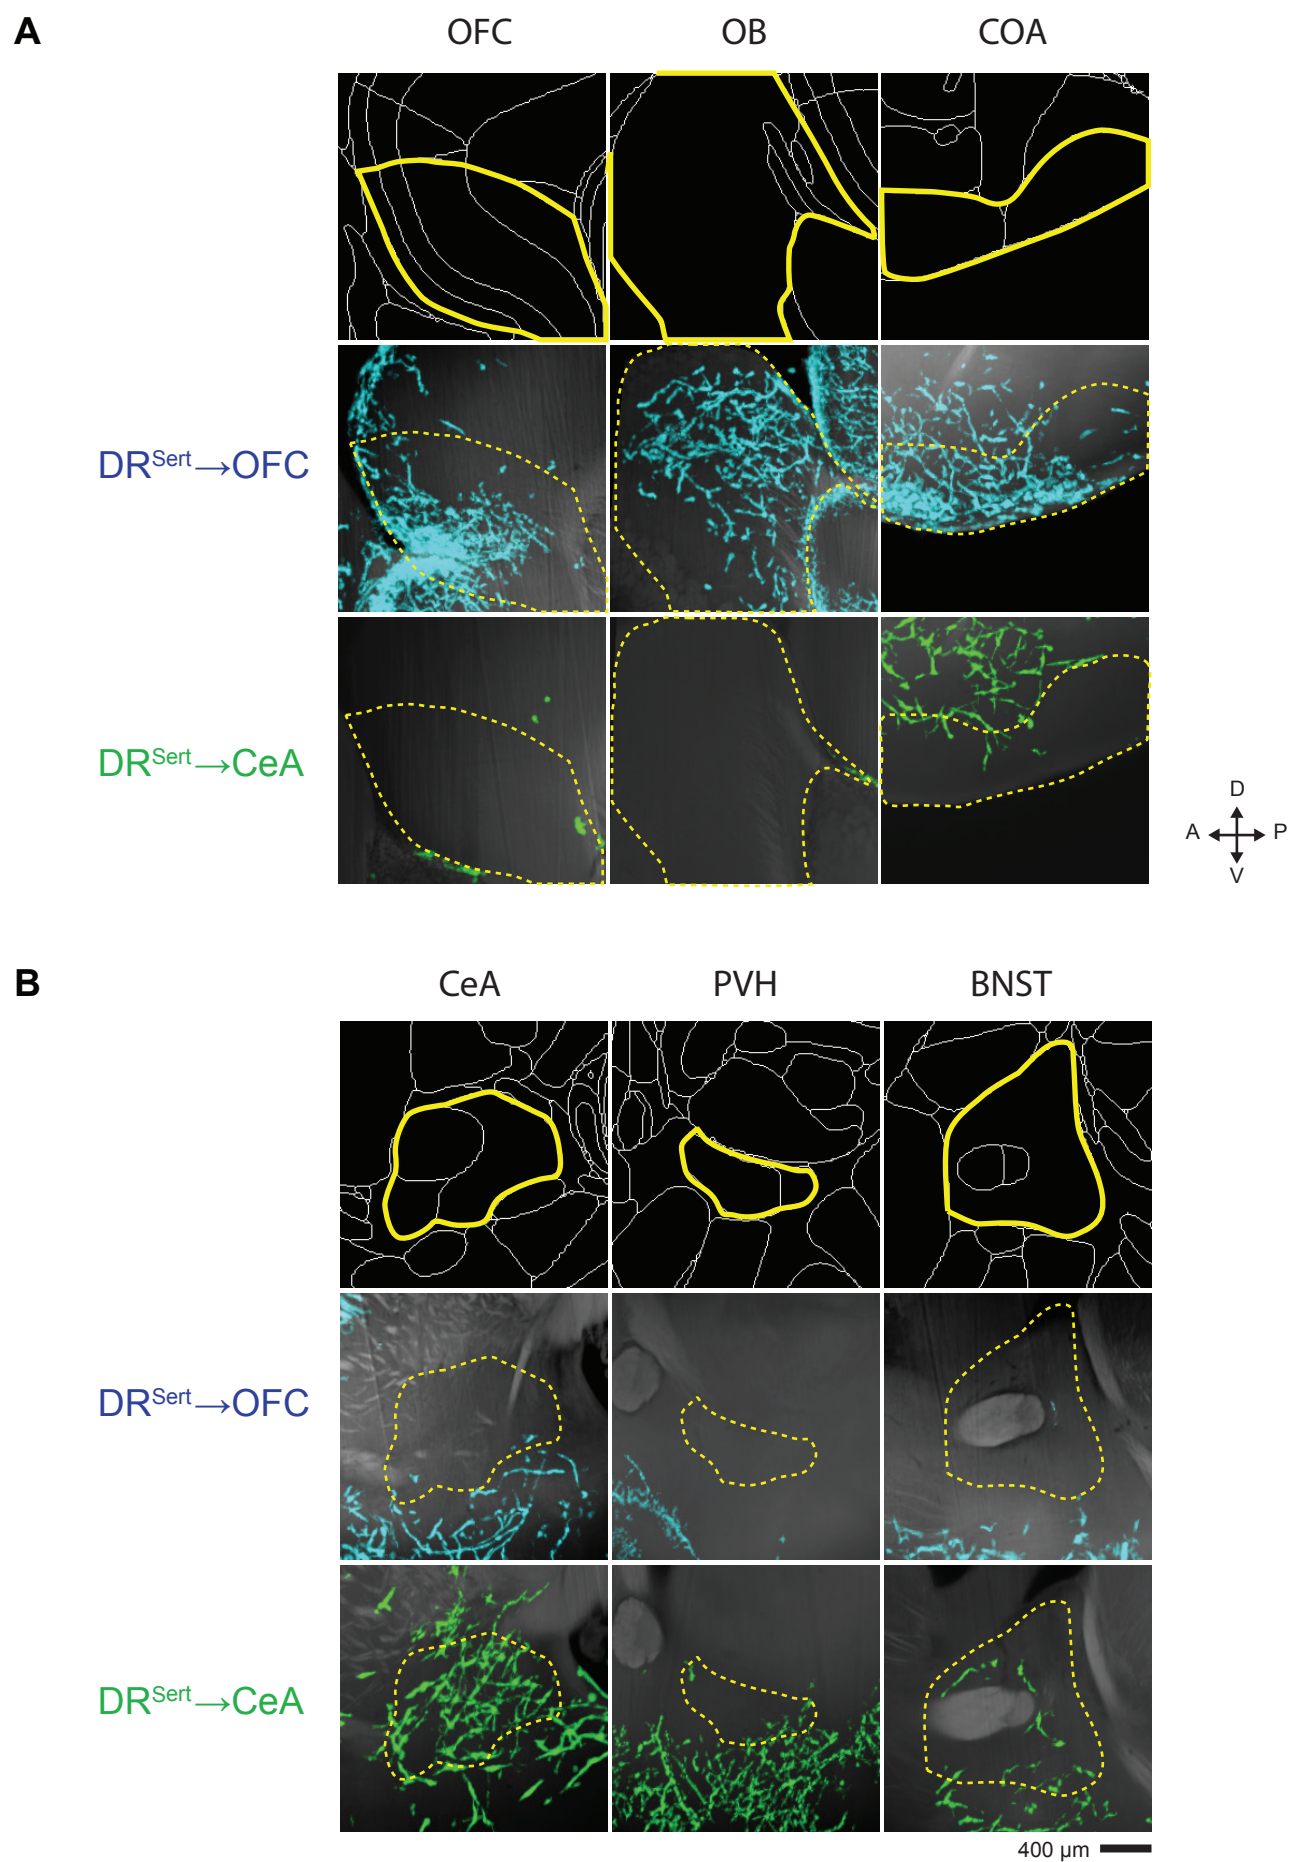 A
OFC OB COA
DRSert→OFC
DRSert→CeA
D
A P
V
B
CeA PVH BNST
DRSert→OFC
DRSert→CeA
400 µm